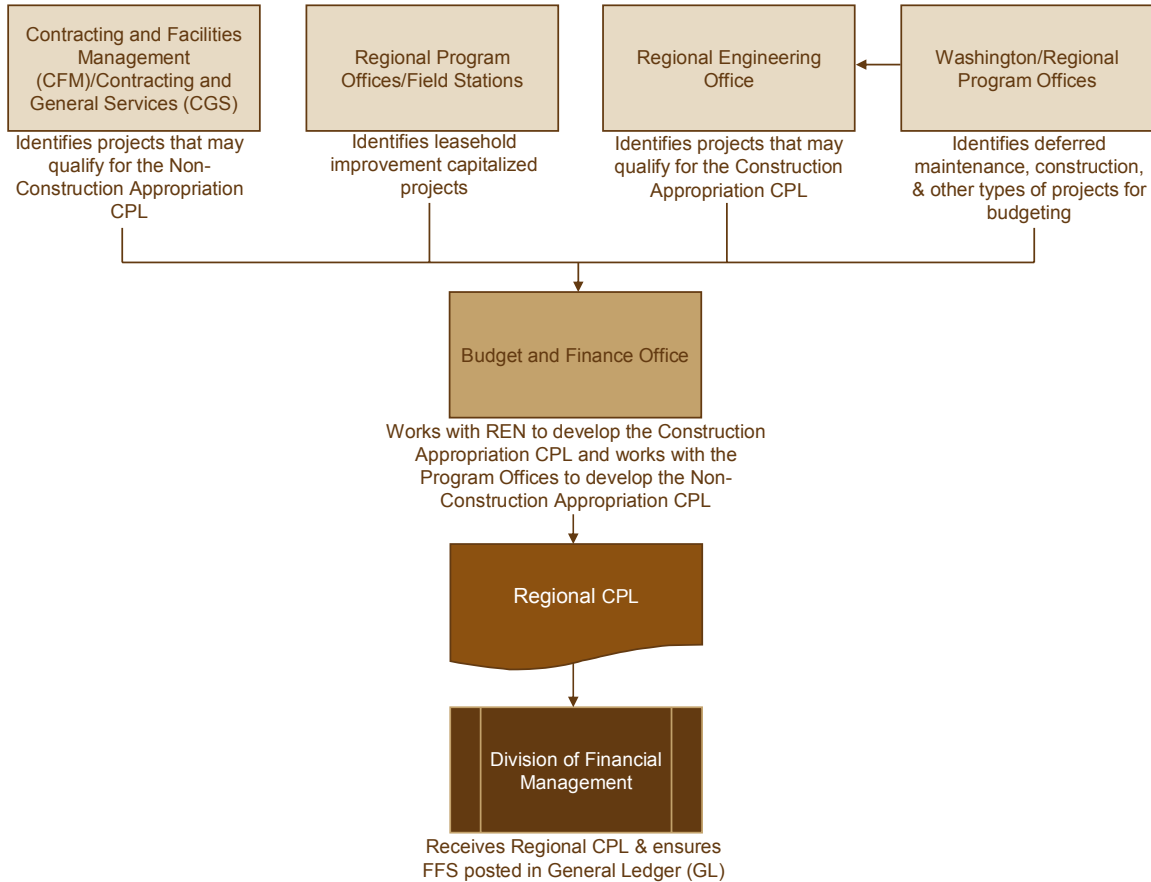 Contracting and Facilities
Management
(CFM)/Contracting and
General Services (CGS)
Identifies projects that may
qualify for the Non-
Construction Appropriation
CPL
Regional Program
Offices/Field Stations
Identifies leasehold
improvement capitalized
projects
Regional Engineering
Office
Identifies projects that may
qualify for the Construction
Appropriation CPL
Washington/Regional
Program Offices
Identifies deferred
maintenance, construction,
& other types of projects for
budgeting
Budget and Finance Office
Works with REN to develop the Construction
Appropriation CPL and works with the
Program Offices to develop the Non-
Construction Appropriation CPL
Regional CPL
Division of Financial
Management
Receives Regional CPL & ensures
FFS posted in General Ledger (GL)